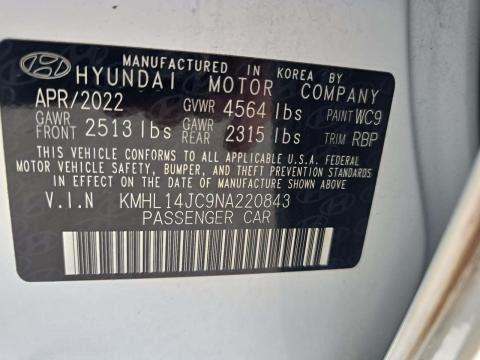 MANUFACTURED IN KOREA BY
HYUNDAI MOTOR COMPANY
APR/2022 GVWR 4564 lbs PAINT WC9
GAWR FRONT 2513 lbs GAWR REAR 2315 lbs TRIM RBP
THIS VEHICLE CONFORMS TO ALL APPLICABLE U.S.A. FEDERAL
MOTOR VEHICLE SAFETY, BUMPER, AND THEFT PREVENTION STANDARDS
IN EFFECT ON THE DATE OF MANUFACTURE SHOWN ABOVE.
V.I.N KMHL14JC9NA220843
PASSENGER CAR